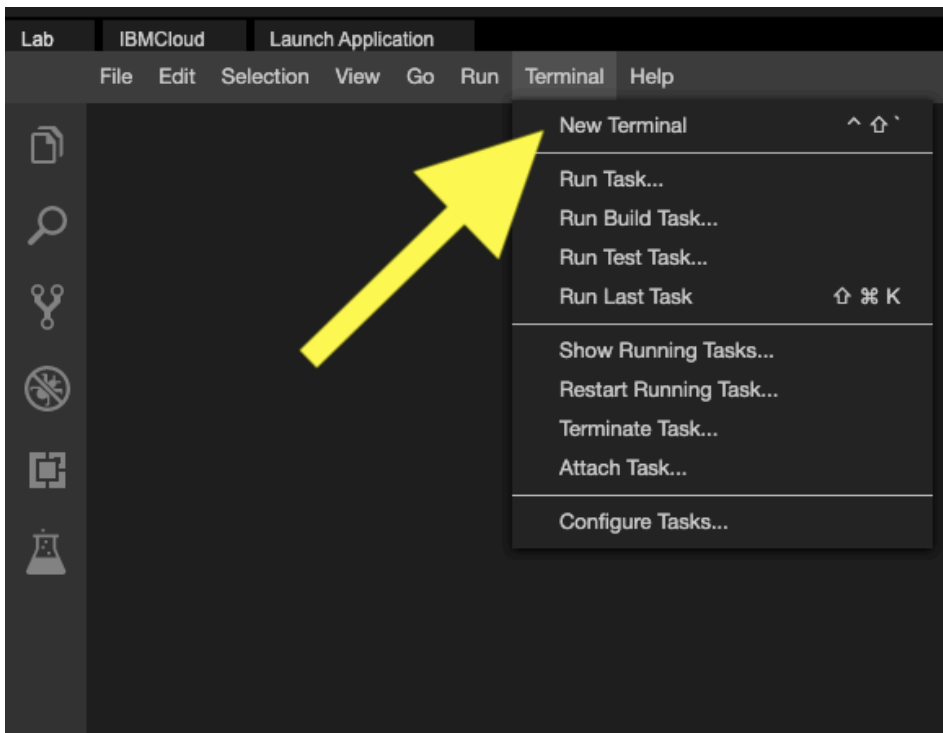 Lab IBMCloud Launch Application
File Edit Selection View Go Run Terminal Help
New Terminal ^ ⇧ `
Run Task...
Run Build Task...
Run Test Task...
Run Last Task ⇧ ⌘ K
Show Running Tasks...
Restart Running Task...
Terminate Task...
Attach Task...
Configure Tasks...